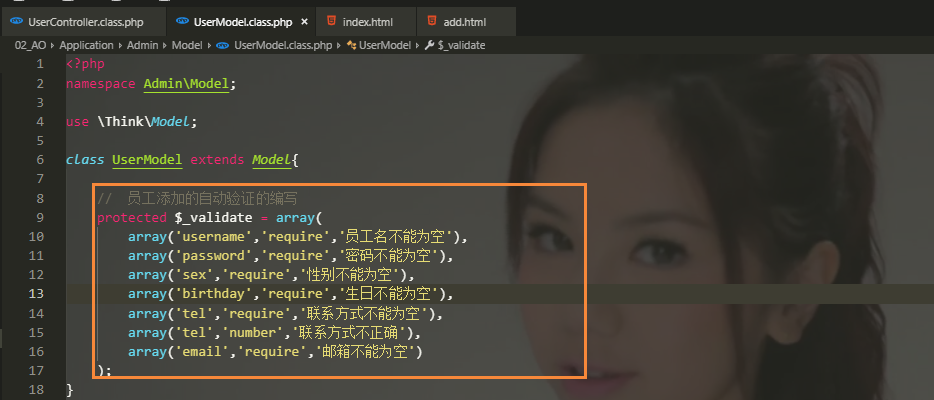 UserController.class.php UserModel.class.php × index.html add.html
02_AO › Application › Admin › Model › UserModel.class.php › UserModel › $_validate
1 <?php
2 namespace Admin\Model;
3
4 use \Think\Model;
5
6 class UserModel extends Model{
7
8 // 员工添加的自动验证的编写
9 protected $_validate = array(
10 array('username','require','员工名不能为空'),
11 array('password','require','密码不能为空'),
12 array('sex','require','性别不能为空'),
13 array('birthday','require','生日不能为空'),
14 array('tel','require','联系方式不能为空'),
15 array('tel','number','联系方式不正确'),
16 array('email','require','邮箱不能为空')
17 );
18 }